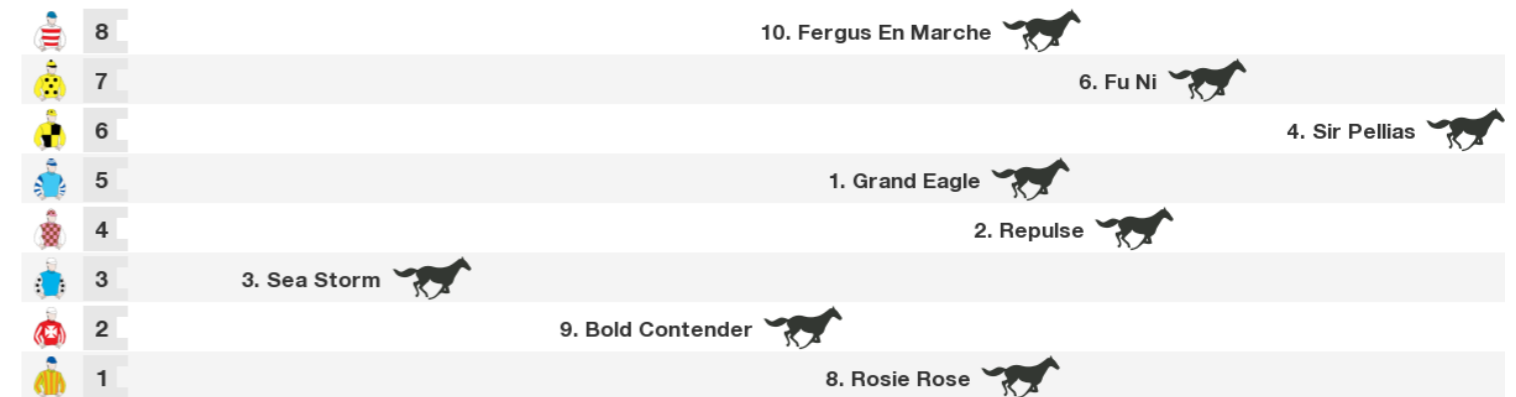 8 10. Fergus En Marche
7 6. Fu Ni
6 4. Sir Pellias
5 1. Grand Eagle
4 2. Repulse
3 3. Sea Storm
2 9. Bold Contender
1 8. Rosie Rose